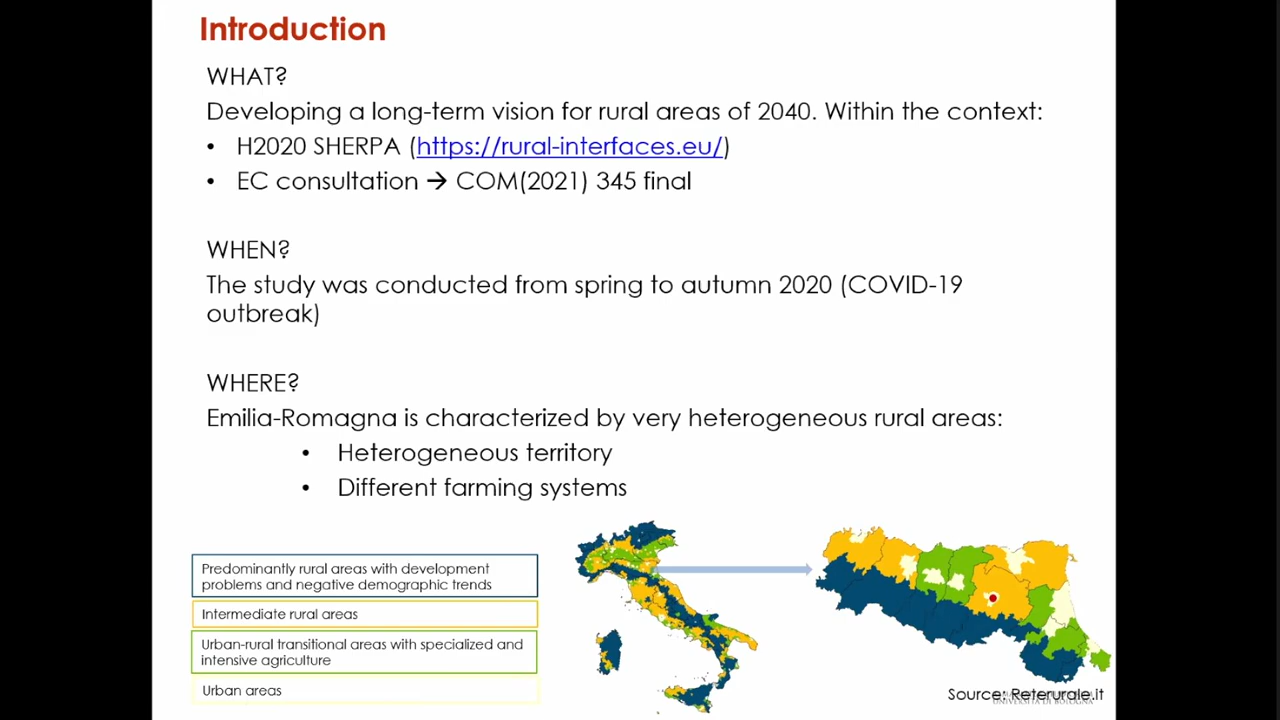 Introduction
WHAT?
Developing a long-term vision for rural areas of 2040. Within the context:
• H2020 SHERPA (https://rural-interfaces.eu/)
• EC consultation → COM(2021) 345 final
WHEN?
The study was conducted from spring to autumn 2020 (COVID-19
outbreak)
WHERE?
Emilia-Romagna is characterized by very heterogeneous rural areas:
• Heterogeneous territory
• Different farming systems
Predominantly rural areas with development
problems and negative demographic trends
Intermediate rural areas
Urban-rural transitional areas with specialized and
intensive agriculture
Urban areas
Source: Reterurale.it
UNIVERSITÀ DI BOLOGNA